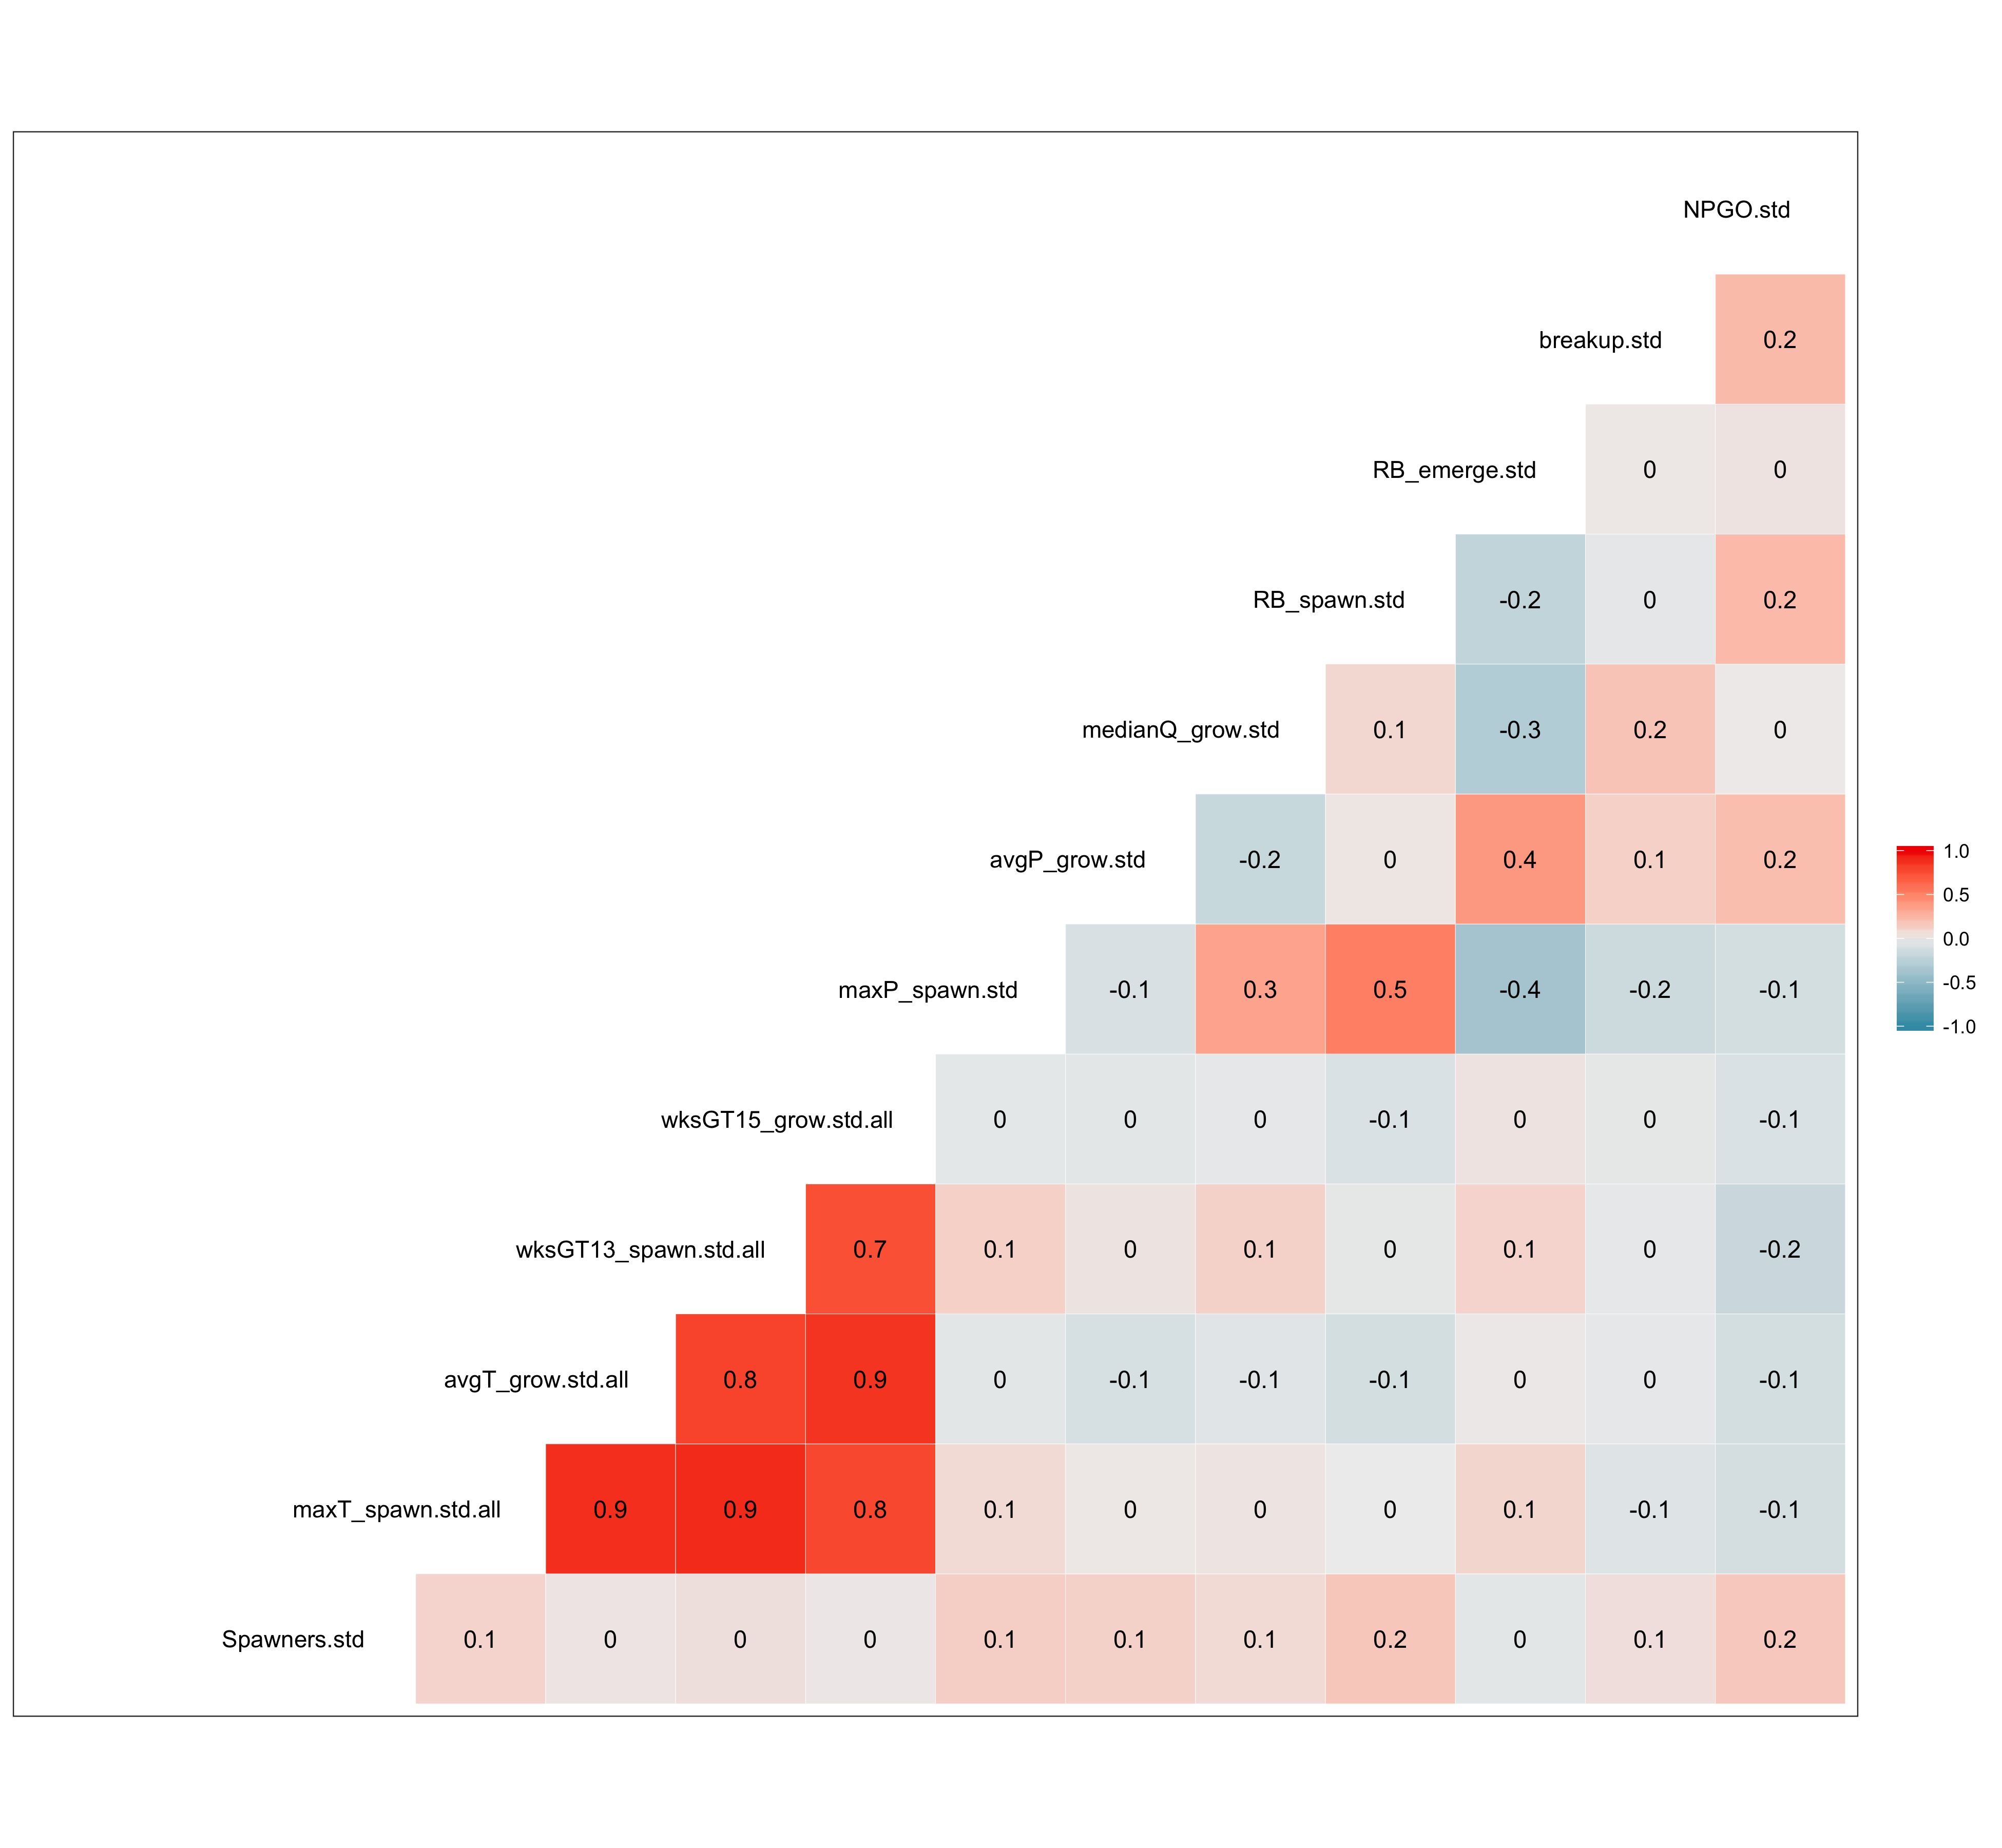 NPGO.std
breakup.std 0.2
RB_emerge.std 0 0
RB_spawn.std -0.2 0 0.2
medianQ_grow.std 0.1 -0.3 0.2 0
avgP_grow.std -0.2 0 0.4 0.1 0.2
1.0
0.5
0.0
-0.5
-1.0
maxP_spawn.std -0.1 0.3 0.5 -0.4 -0.2 -0.1
wksGT15_grow.std.all 0 0 0 -0.1 0 0 -0.1
wksGT13_spawn.std.all 0.7 0.1 0 0.1 0 0.1 0 -0.2
avgT_grow.std.all 0.8 0.9 0 -0.1 -0.1 -0.1 0 0 -0.1
maxT_spawn.std.all 0.9 0.9 0.8 0.1 0 0 0 0.1 -0.1 -0.1
Spawners.std 0.1 0 0 0 0.1 0.1 0.1 0.2 0 0.1 0.2